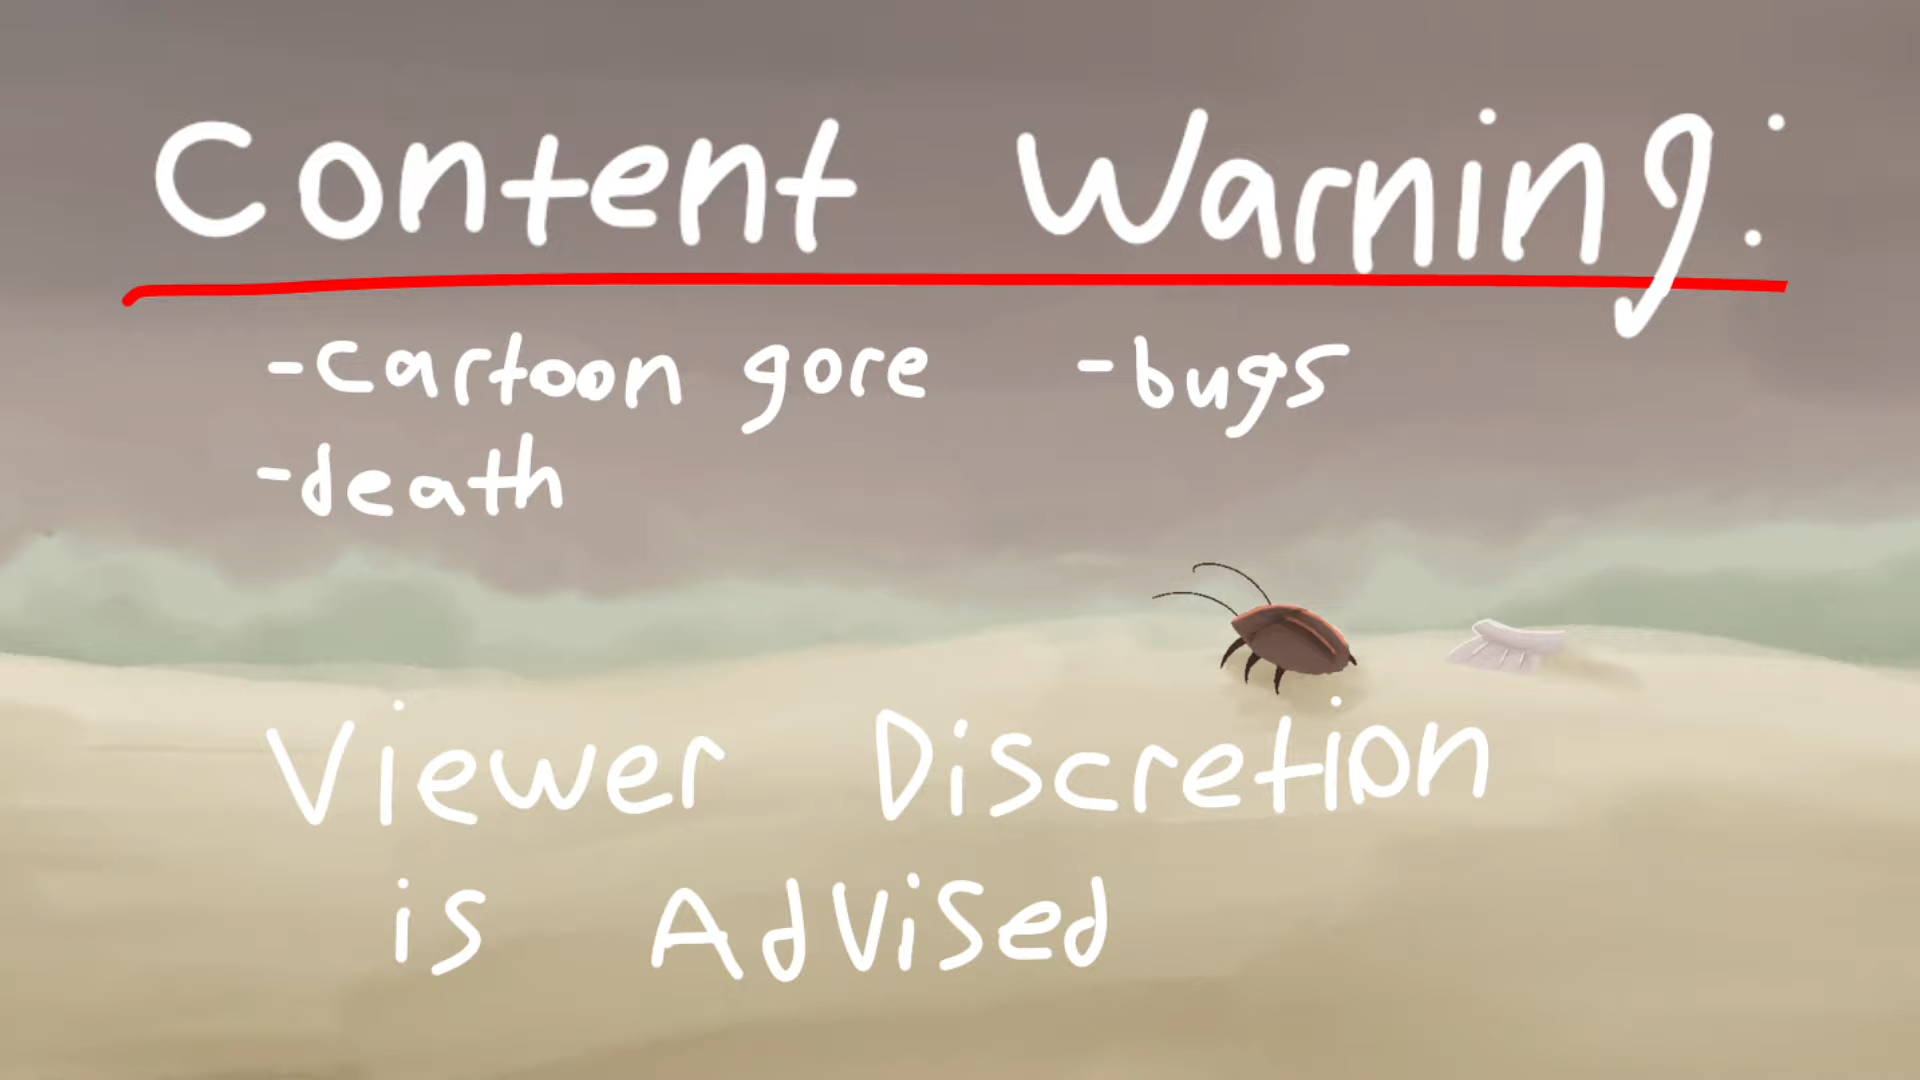 Content Warning:
-cartoon gore -bugs
-death
Viewer Discretion
is Advised